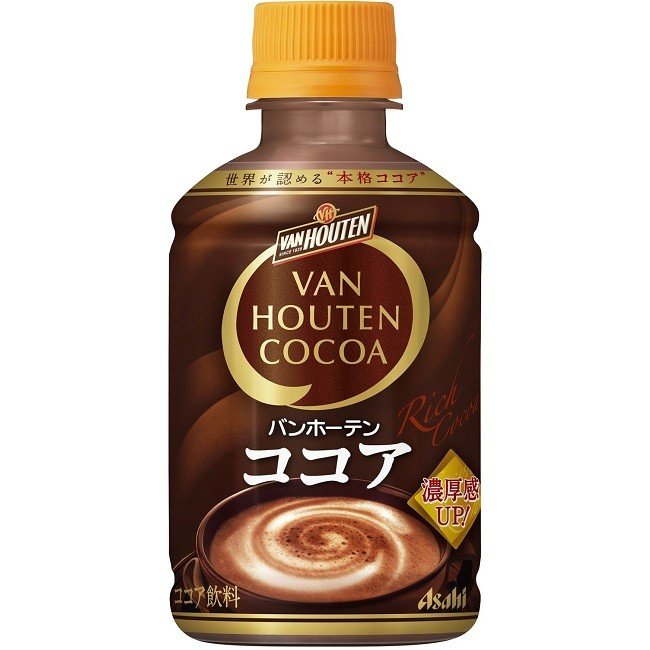 世界が認める"本格ココア"
VH
VAN HOUTEN
SINCE 1828
VAN
HOUTEN
COCOA
Rich
Cocoa
バンホーテン
ココア
濃厚感
UP!
ココア飲料
Asahi